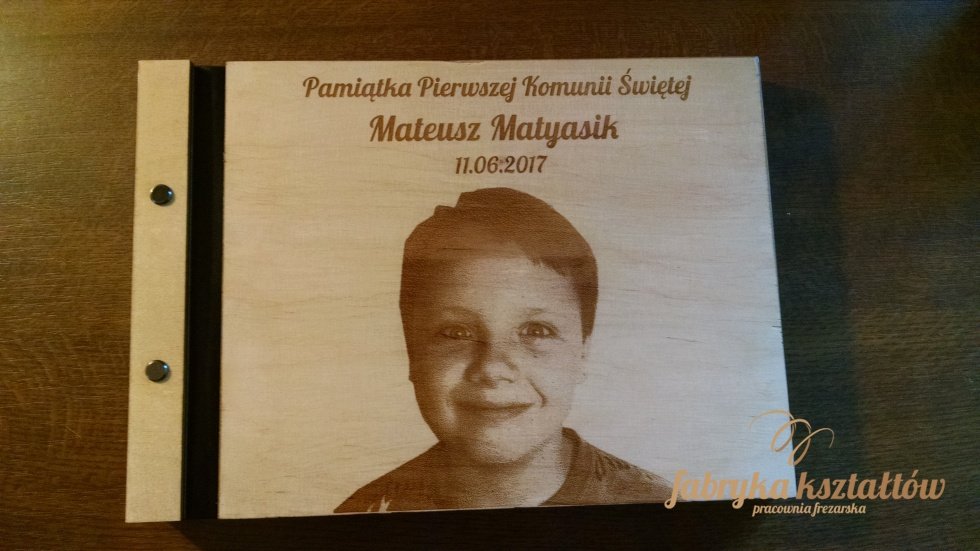 Pamiątka Pierwszej Komunii Świętej
Mateusz Matyasik
11.06.2017
fabryka kształtów
pracownia frezarska